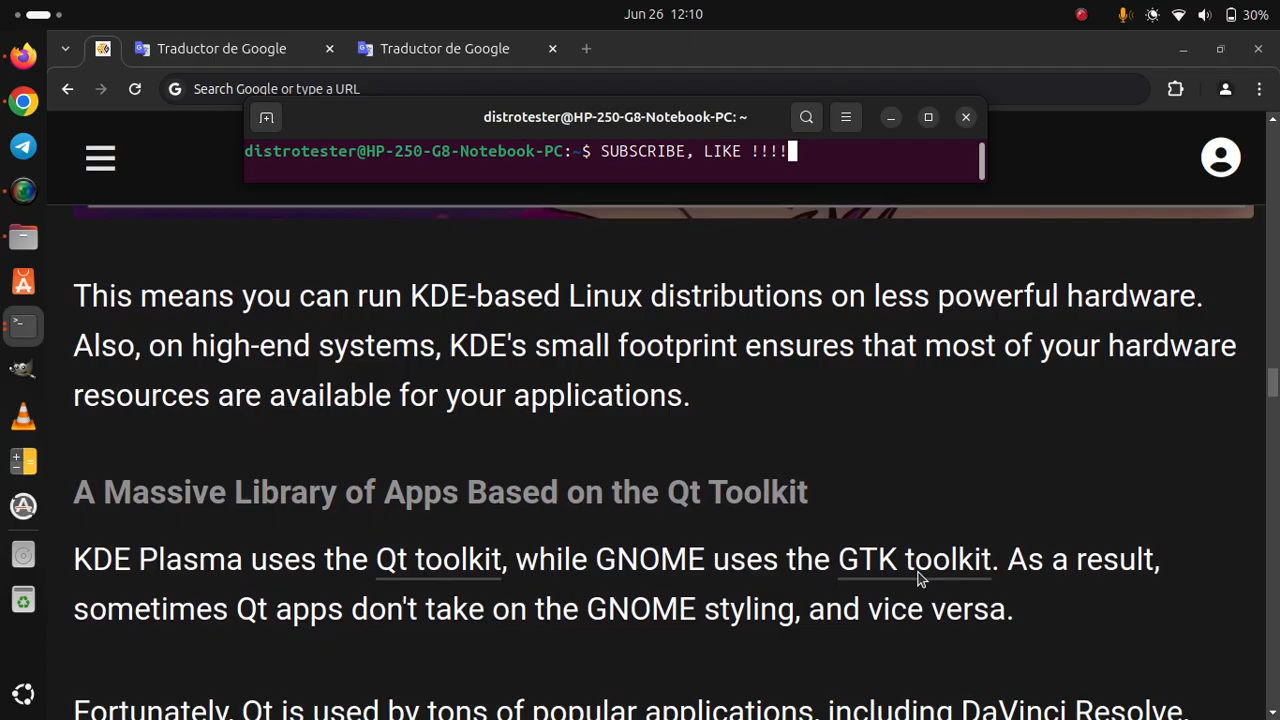 Jun 26 12:10
30%
Traductor de Google
Traductor de Google
Search Google or type a URL
distrotester@HP-250-G8-Notebook-PC: ~
distrotester@HP-250-G8-Notebook-PC:~$ SUBSCRIBE, LIKE !!!!
This means you can run KDE-based Linux distributions on less powerful hardware.
Also, on high-end systems, KDE's small footprint ensures that most of your hardware
resources are available for your applications.
A Massive Library of Apps Based on the Qt Toolkit
KDE Plasma uses the Qt toolkit, while GNOME uses the GTK toolkit. As a result,
sometimes Qt apps don't take on the GNOME styling, and vice versa.
Fortunately, Qt is used by tons of popular applications, including DaVinci Resolve,